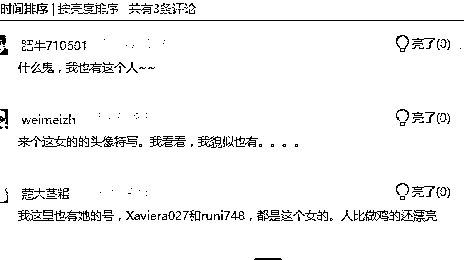 时间排序 | 按亮度排序 共有3条评论
肥牛710501 亮了(0)
什么鬼，我也有这个人~~
weimeizh 亮了(0)
来个这女的的头像特写。我看看，我貌似也有。。。。
范大茎粗 亮了(0)
我这里也有她的号，Xaviera027和runi748，都是这个女的。人比做鸡的还漂亮